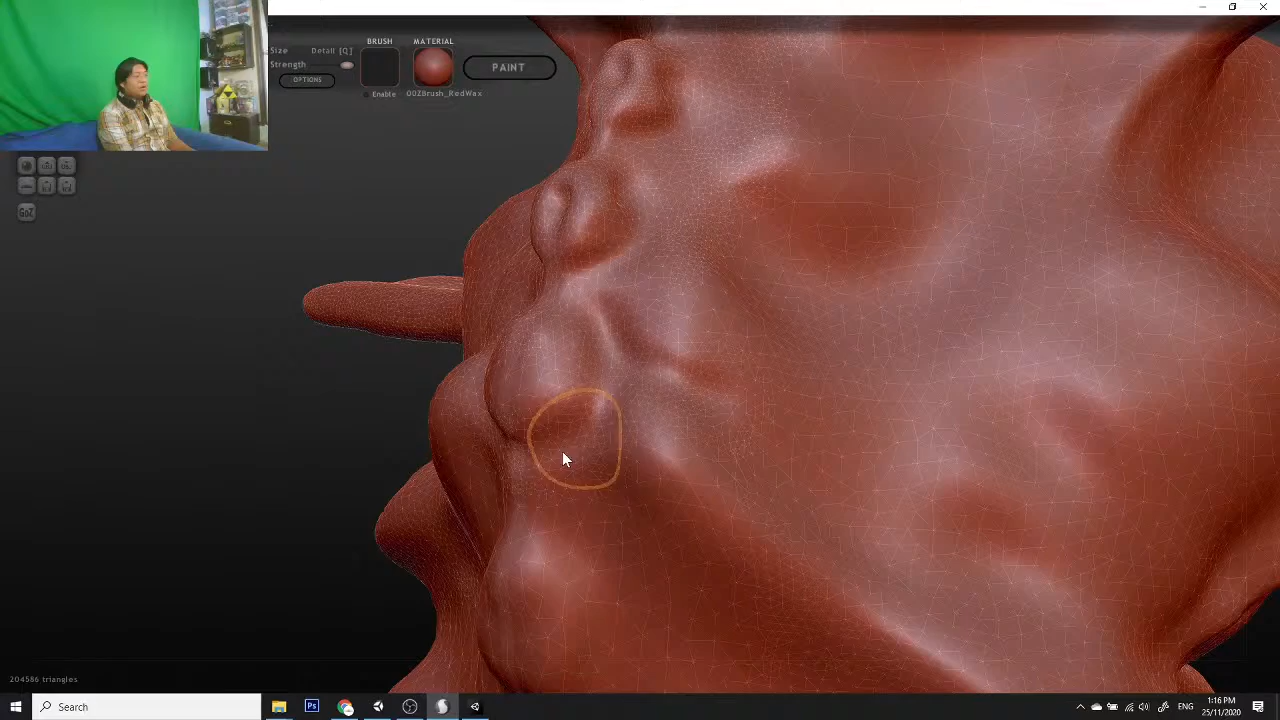 BRUSH MATERIAL
Size Detail [Q]
Strength PAINT
OPTIONS
Enable 00ZBrush_RedWax
GoZ
204586 triangles
Search ENG 1:16 PM
25/11/2020